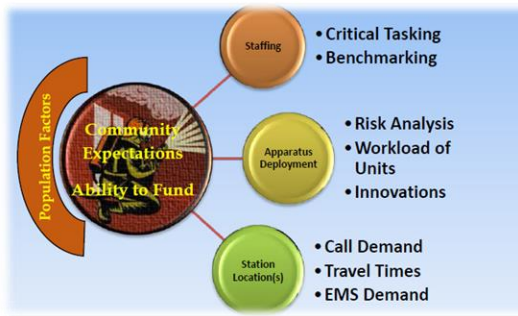 Population Factors
Community
Expectations
Ability to Fund
Staffing
• Critical Tasking
• Benchmarking
Apparatus
Deployment
• Risk Analysis
• Workload of
Units
• Innovations
Station
Location(s)
• Call Demand
• Travel Times
• EMS Demand